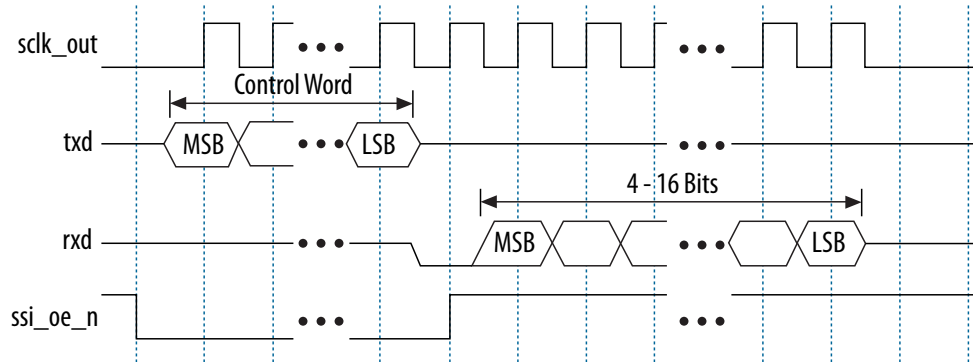 sclk_out
Control Word
txd MSB LSB
4 - 16 Bits
rxd MSB LSB
ssi_oe_n